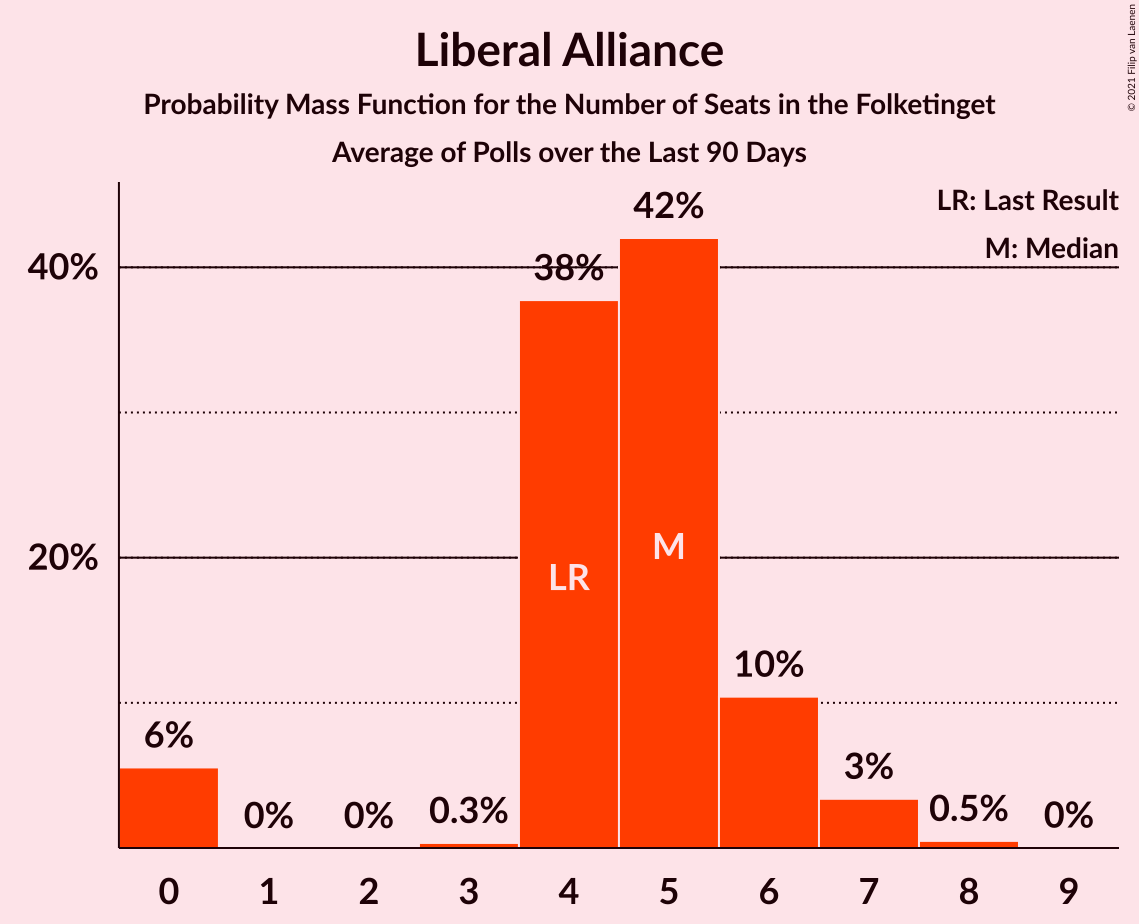 Liberal Alliance
Probability Mass Function for the Number of Seats in the Folketinget
Average of Polls over the Last 90 Days
© 2021 Filip van Laenen
LR: Last Result
M: Median
42%
40%
38%
20%
M
LR
10%
6%
3%
0%
0%
0.3%
0.5%
0%
0 1 2 3 4 5 6 7 8 9